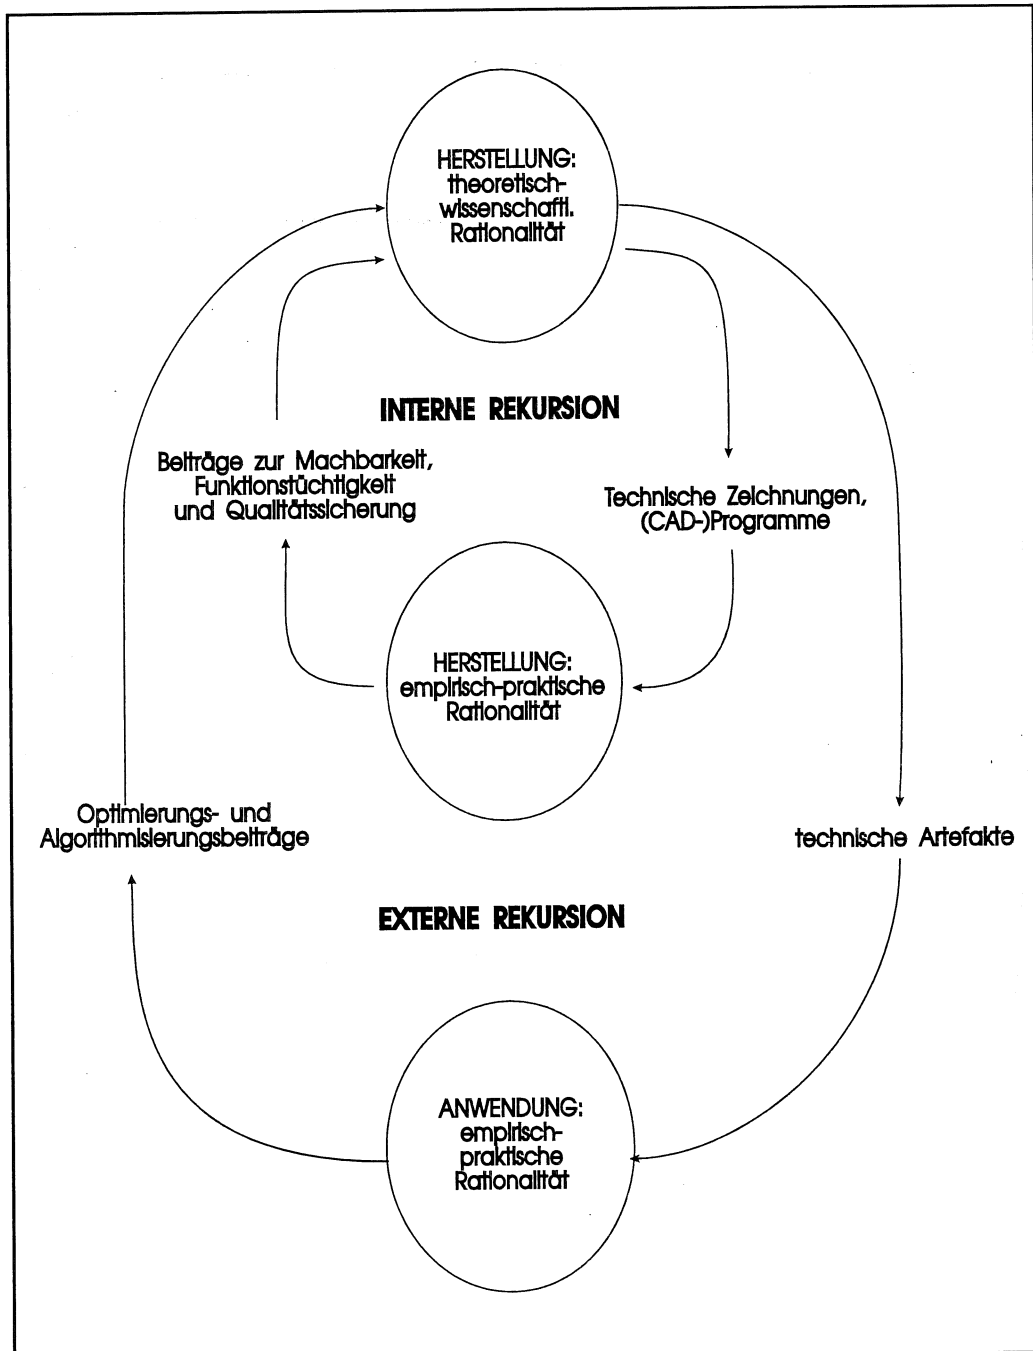 HERSTELLUNG:
theoretisch-
wissenschaftl.
Rationalität
INTERNE REKURSION
Beiträge zur Machbarkeit,
Funktionstüchtigkeit
und Qualitätssicherung
Technische Zeichnungen,
(CAD-)Programme
HERSTELLUNG:
empirisch-praktische
Rationalität
Optimierungs- und
Algorithmisierungsbeiträge
technische Artefakte
EXTERNE REKURSION
ANWENDUNG:
empirisch-
praktische
Rationalität